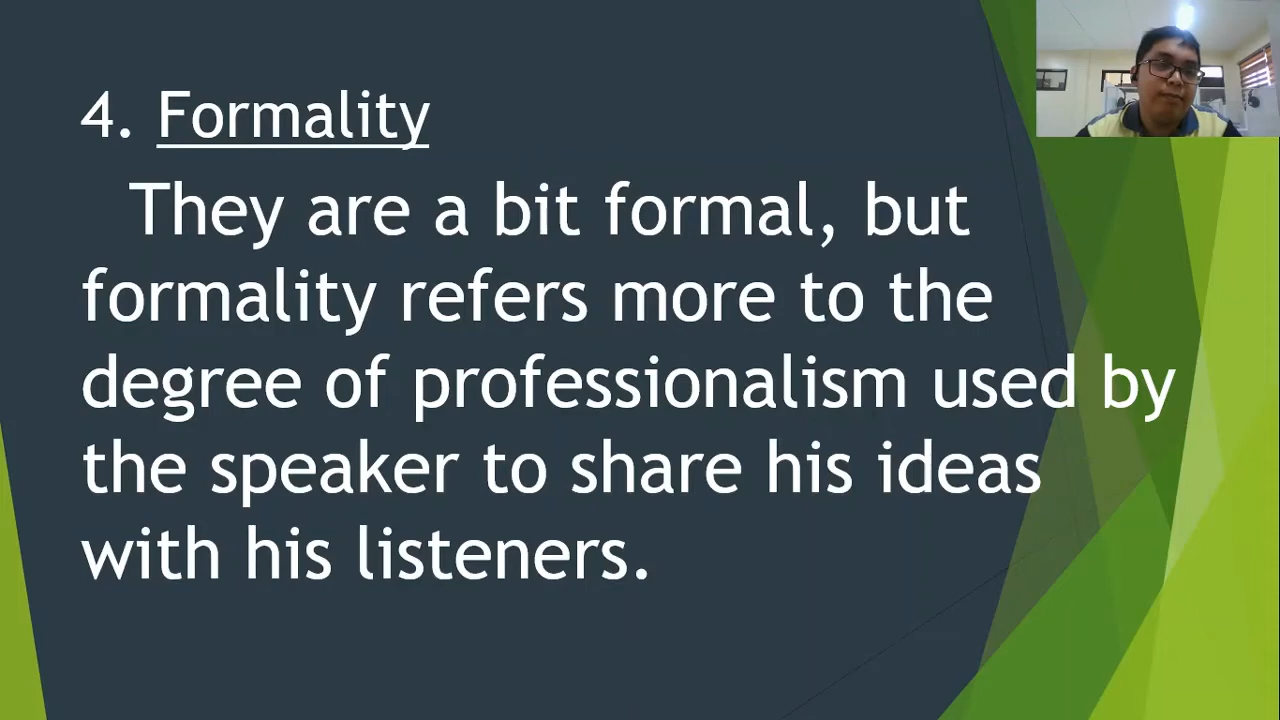 4. Formality
They are a bit formal, but
formality refers more to the
degree of professionalism used by
the speaker to share his ideas
with his listeners.